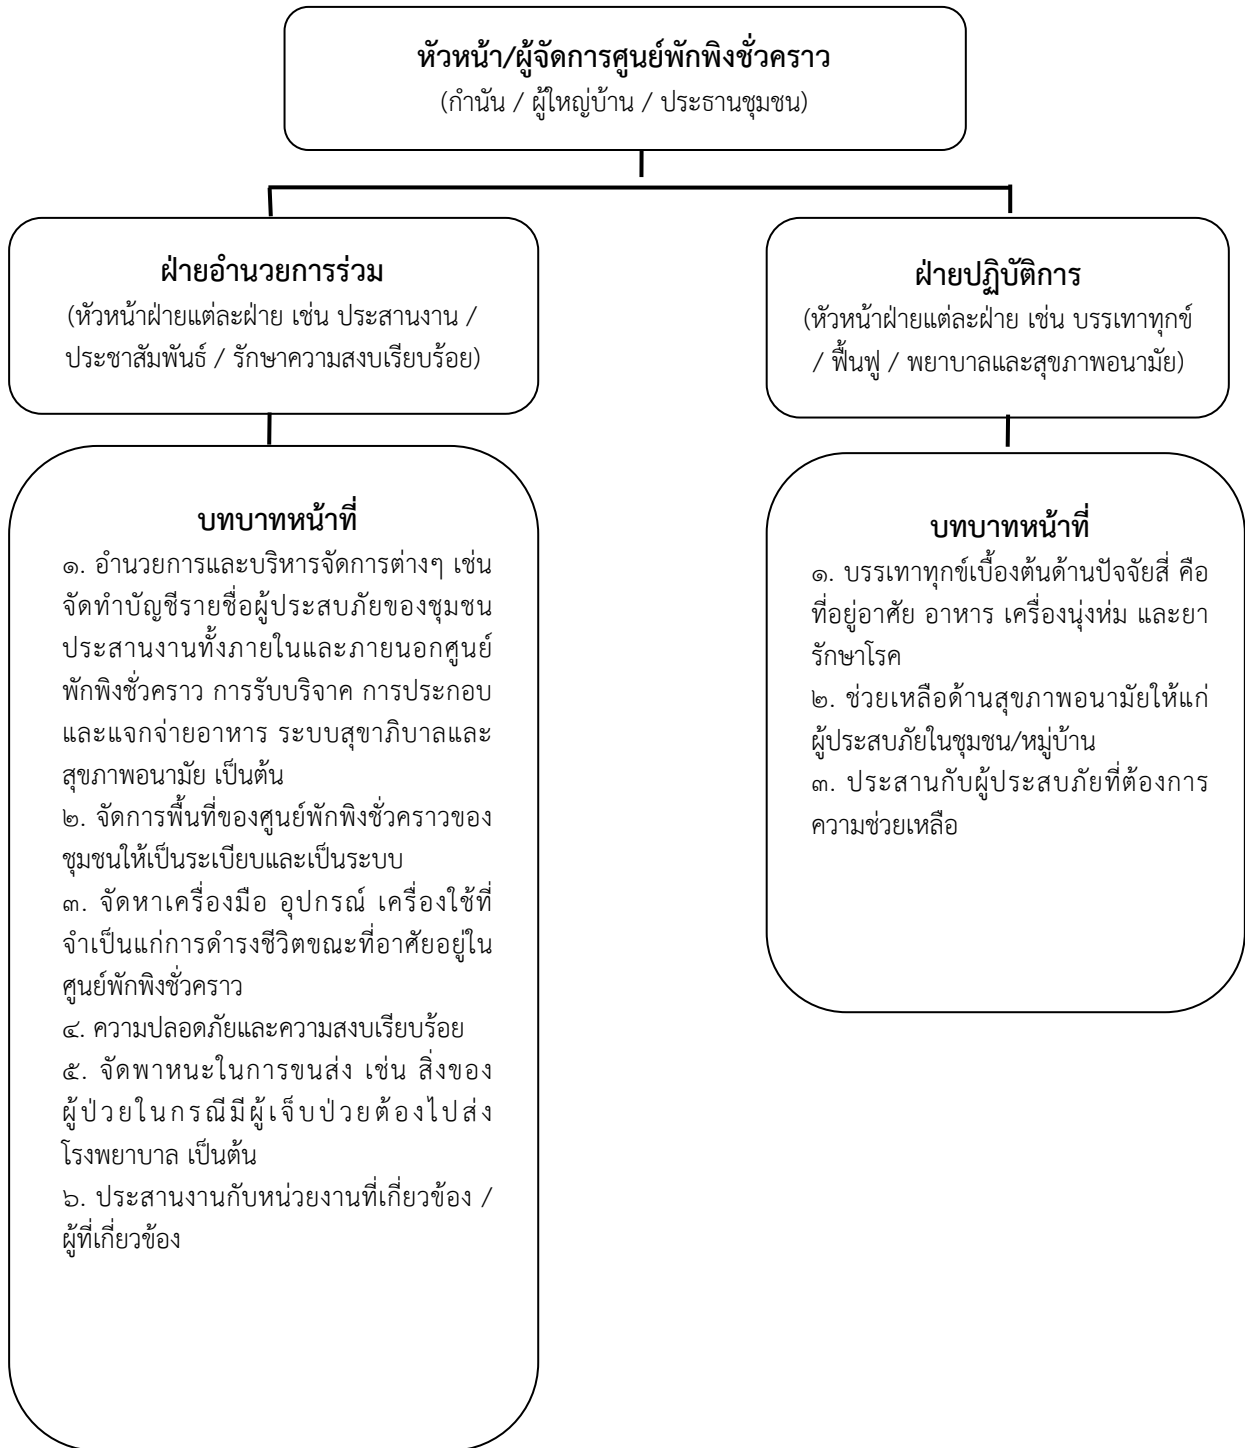 หัวหน้า/ผู้จัดการศูนย์พักพิงชั่วคราว
(กำนัน / ผู้ใหญ่บ้าน / ประธานชุมชน)
ฝ่ายอำนวยการร่วม
(หัวหน้าฝ่ายแต่ละฝ่าย เช่น ประสานงาน /
ประชาสัมพันธ์ / รักษาความสงบเรียบร้อย)
ฝ่ายปฏิบัติการ
(หัวหน้าฝ่ายแต่ละฝ่าย เช่น บรรเทาทุกข์
/ ฟื้นฟู / พยาบาลและสุขภาพอนามัย)
บทบาทหน้าที่
๑. อำนวยการและบริหารจัดการต่างๆ เช่น
จัดทำบัญชีรายชื่อผู้ประสบภัยของชุมชน
ประสานงานทั้งภายในและภายนอกศูนย์
พักพิงชั่วคราว การรับบริจาค การประกอบ
และแจกจ่ายอาหาร ระบบสุขาภิบาลและ
สุขภาพอนามัย เป็นต้น
๒. จัดการพื้นที่ของศูนย์พักพิงชั่วคราวของ
ชุมชนให้เป็นระเบียบและเป็นระบบ
๓. จัดหาเครื่องมือ อุปกรณ์ เครื่องใช้ที่
จำเป็นแก่การดำรงชีวิตขณะที่อาศัยอยู่ใน
ศูนย์พักพิงชั่วคราว
๔. ความปลอดภัยและความสงบเรียบร้อย
๕. จัดพาหนะในการขนส่ง เช่น สิ่งของ
ผู้ป่วยในกรณีมีผู้เจ็บป่วยต้องไปส่ง
โรงพยาบาล เป็นต้น
๖. ประสานงานกับหน่วยงานที่เกี่ยวข้อง /
ผู้ที่เกี่ยวข้อง
บทบาทหน้าที่
๑. บรรเทาทุกข์เบื้องต้นด้านปัจจัยสี่ คือ
ที่อยู่อาศัย อาหาร เครื่องนุ่งห่ม และยา
รักษาโรค
๒. ช่วยเหลือด้านสุขภาพอนามัยให้แก่
ผู้ประสบภัยในชุมชน/หมู่บ้าน
๓. ประสานกับผู้ประสบภัยที่ต้องการ
ความช่วยเหลือ